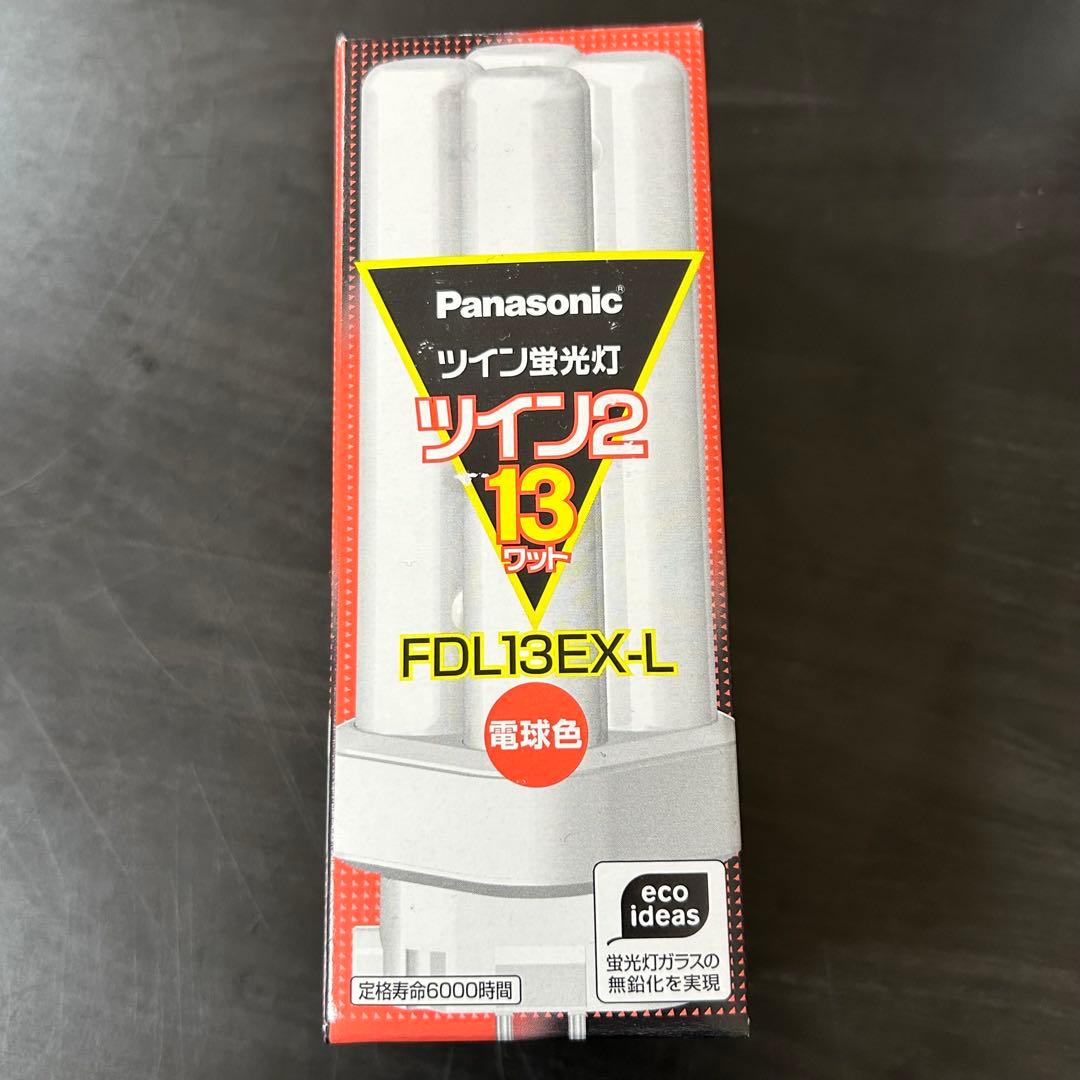 Panasonic®
ツイン蛍光灯
ツイン2
13
ワット
FDL13EX-L
電球色
eco
ideas
蛍光灯ガラスの
無鉛化を実現
定格寿命6000時間